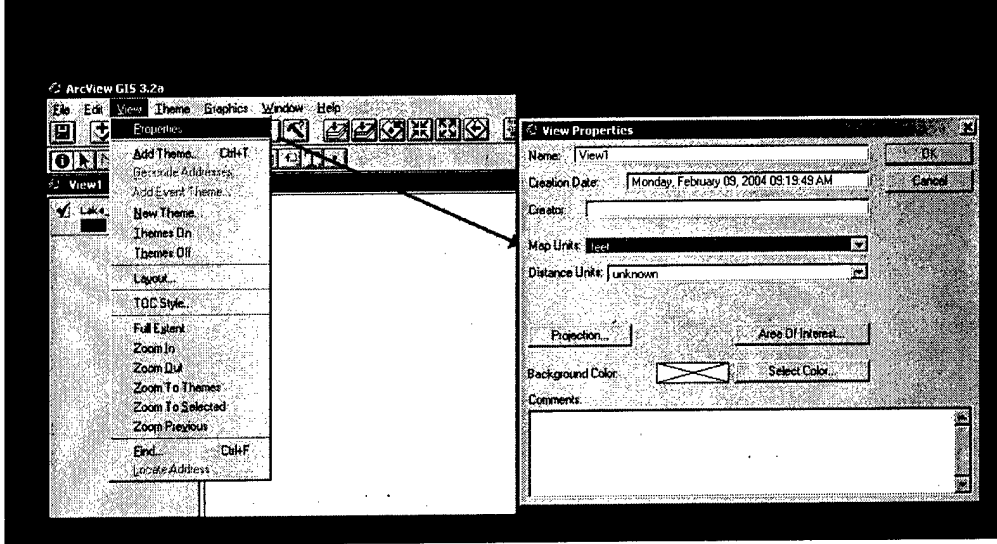 ArcView GIS 3.2a
File Edit View Theme Graphics Window Help
Properties...
Add Theme... Ctrl+T
Geocode Addresses...
Add Event Theme...
New Theme...
Themes On
Themes Off
Layout...
TOC Style...
Full Extent
Zoom In
Zoom Out
Zoom To Themes
Zoom To Selected
Zoom Previous
Find... Ctrl+F
Locate Address...
View1
View Properties
Name: View1
OK
Creation Date: Monday, February 09, 2004 09:19:49 AM
Cancel
Creator:
Map Units: feet
Distance Units: unknown
Projection...
Area Of Interest...
Background Color:
Select Color...
Comments: